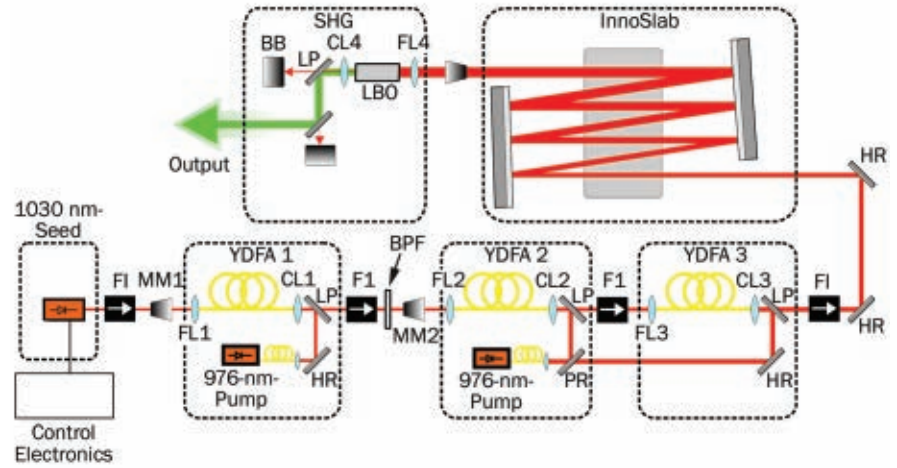 SHG
InnoSlab
BB
LP
CL4
FL4
LBO
Output
HR
1030 nm-
Seed
YDFA 1
BPF
YDFA 2
YDFA 3
FI
MM1
CL1
LP
F1
FL2
CL2
LP
F1
CL3
LP
FI
FL1
MM2
FL3
HR
976-nm-
Pump
HR
976-nm-
Pump
PR
HR
Control
Electronics